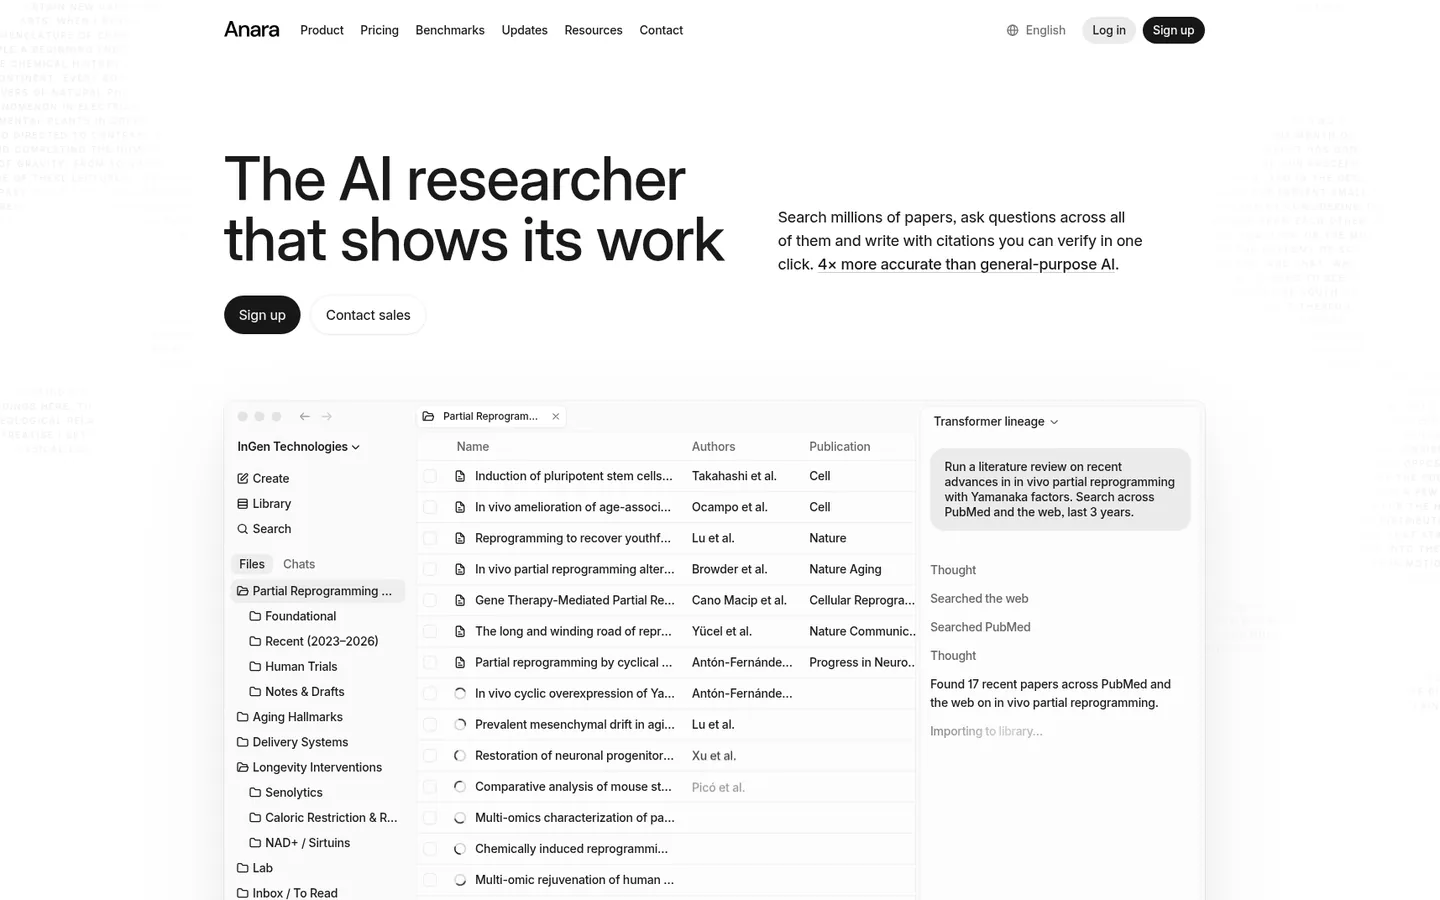 Anara
Product
Pricing
Benchmarks
Updates
Resources
Contact
English
Log in
Sign up
The AI researcher
that shows its work
Search millions of papers, ask questions across all
of them and write with citations you can verify in one
click. 4× more accurate than general-purpose AI.
Sign up
Contact sales
InGen Technologies
Create
Library
Search
Files
Chats
Partial Reprogramming ...
Foundational
Recent (2023–2026)
Human Trials
Notes & Drafts
Aging Hallmarks
Delivery Systems
Longevity Interventions
Senolytics
Caloric Restriction & R...
NAD+ / Sirtuins
Lab
Inbox / To Read
Partial Reprogram...
Name Authors Publication
Induction of pluripotent stem cells... Takahashi et al. Cell
In vivo amelioration of age-associ... Ocampo et al. Cell
Reprogramming to recover youthf... Lu et al. Nature
In vivo partial reprogramming alter... Browder et al. Nature Aging
Gene Therapy-Mediated Partial Re... Cano Macip et al. Cellular Reprogra...
The long and winding road of repr... Yücel et al. Nature Communic...
Partial reprogramming by cyclical ... Antón-Fernánde... Progress in Neuro...
In vivo cyclic overexpression of Ya... Antón-Fernánde...
Prevalent mesenchymal drift in agi... Lu et al.
Restoration of neuronal progenitor... Xu et al.
Comparative analysis of mouse st... Picó et al.
Multi-omics characterization of pa...
Chemically induced reprogrammi...
Multi-omic rejuvenation of human ...
Transformer lineage
Run a literature review on recent
advances in in vivo partial reprogramming
with Yamanaka factors. Search across
PubMed and the web, last 3 years.
Thought
Searched the web
Searched PubMed
Thought
Found 17 recent papers across PubMed and
the web on in vivo partial reprogramming.
Importing to library...